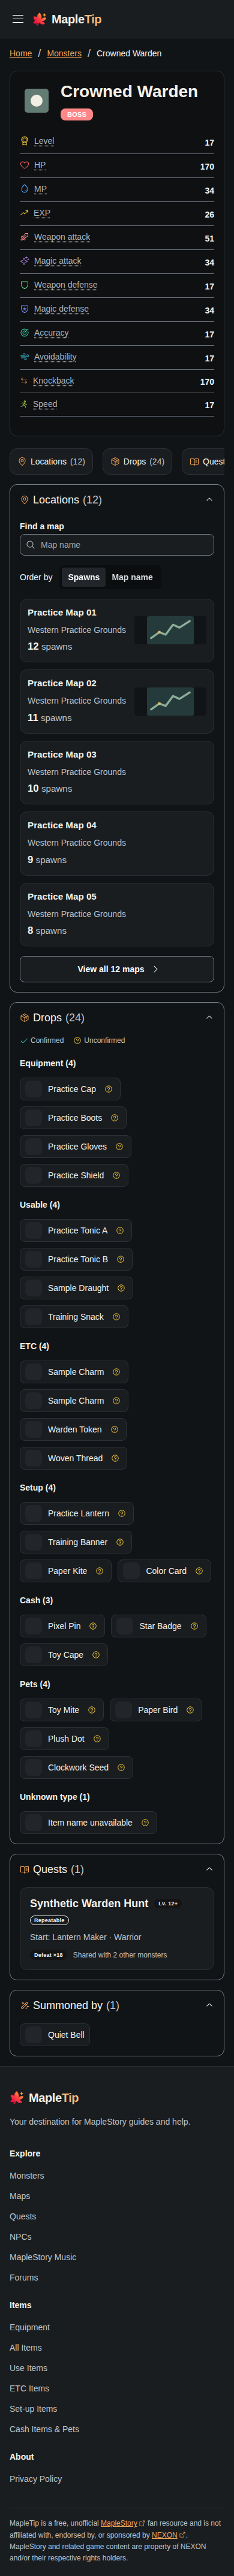 MapleTip
Home / Monsters / Crowned Warden
Crowned Warden
BOSS
Level 17
HP 170
MP 34
EXP 26
Weapon attack 51
Magic attack 34
Weapon defense 17
Magic defense 34
Accuracy 17
Avoidability 17
Knockback 170
Speed 17
Locations (12) Drops (24) Quest
Locations (12)
Find a map
Map name
Order by Spawns Map name
Practice Map 01
Western Practice Grounds
12 spawns
Practice Map 02
Western Practice Grounds
11 spawns
Practice Map 03
Western Practice Grounds
10 spawns
Practice Map 04
Western Practice Grounds
9 spawns
Practice Map 05
Western Practice Grounds
8 spawns
View all 12 maps
Drops (24)
Confirmed Unconfirmed
Equipment (4)
Practice Cap
Practice Boots
Practice Gloves
Practice Shield
Usable (4)
Practice Tonic A
Practice Tonic B
Sample Draught
Training Snack
ETC (4)
Sample Charm
Sample Charm
Warden Token
Woven Thread
Setup (4)
Practice Lantern
Training Banner
Paper Kite Color Card
Cash (3)
Pixel Pin Star Badge
Toy Cape
Pets (4)
Toy Mite Paper Bird
Plush Dot
Clockwork Seed
Unknown type (1)
Item name unavailable
Quests (1)
Synthetic Warden Hunt Lv. 12+
Repeatable
Start: Lantern Maker · Warrior
Defeat ×18 Shared with 2 other monsters
Summoned by (1)
Quiet Bell
MapleTip
Your destination for MapleStory guides and help.
Explore
Monsters
Maps
Quests
NPCs
MapleStory Music
Forums
Items
Equipment
All Items
Use Items
ETC Items
Set-up Items
Cash Items & Pets
About
Privacy Policy
MapleTip is a free, unofficial MapleStory fan resource and is not
affiliated with, endorsed by, or sponsored by NEXON.
MapleStory and related game content are property of NEXON
and/or their respective rights holders.